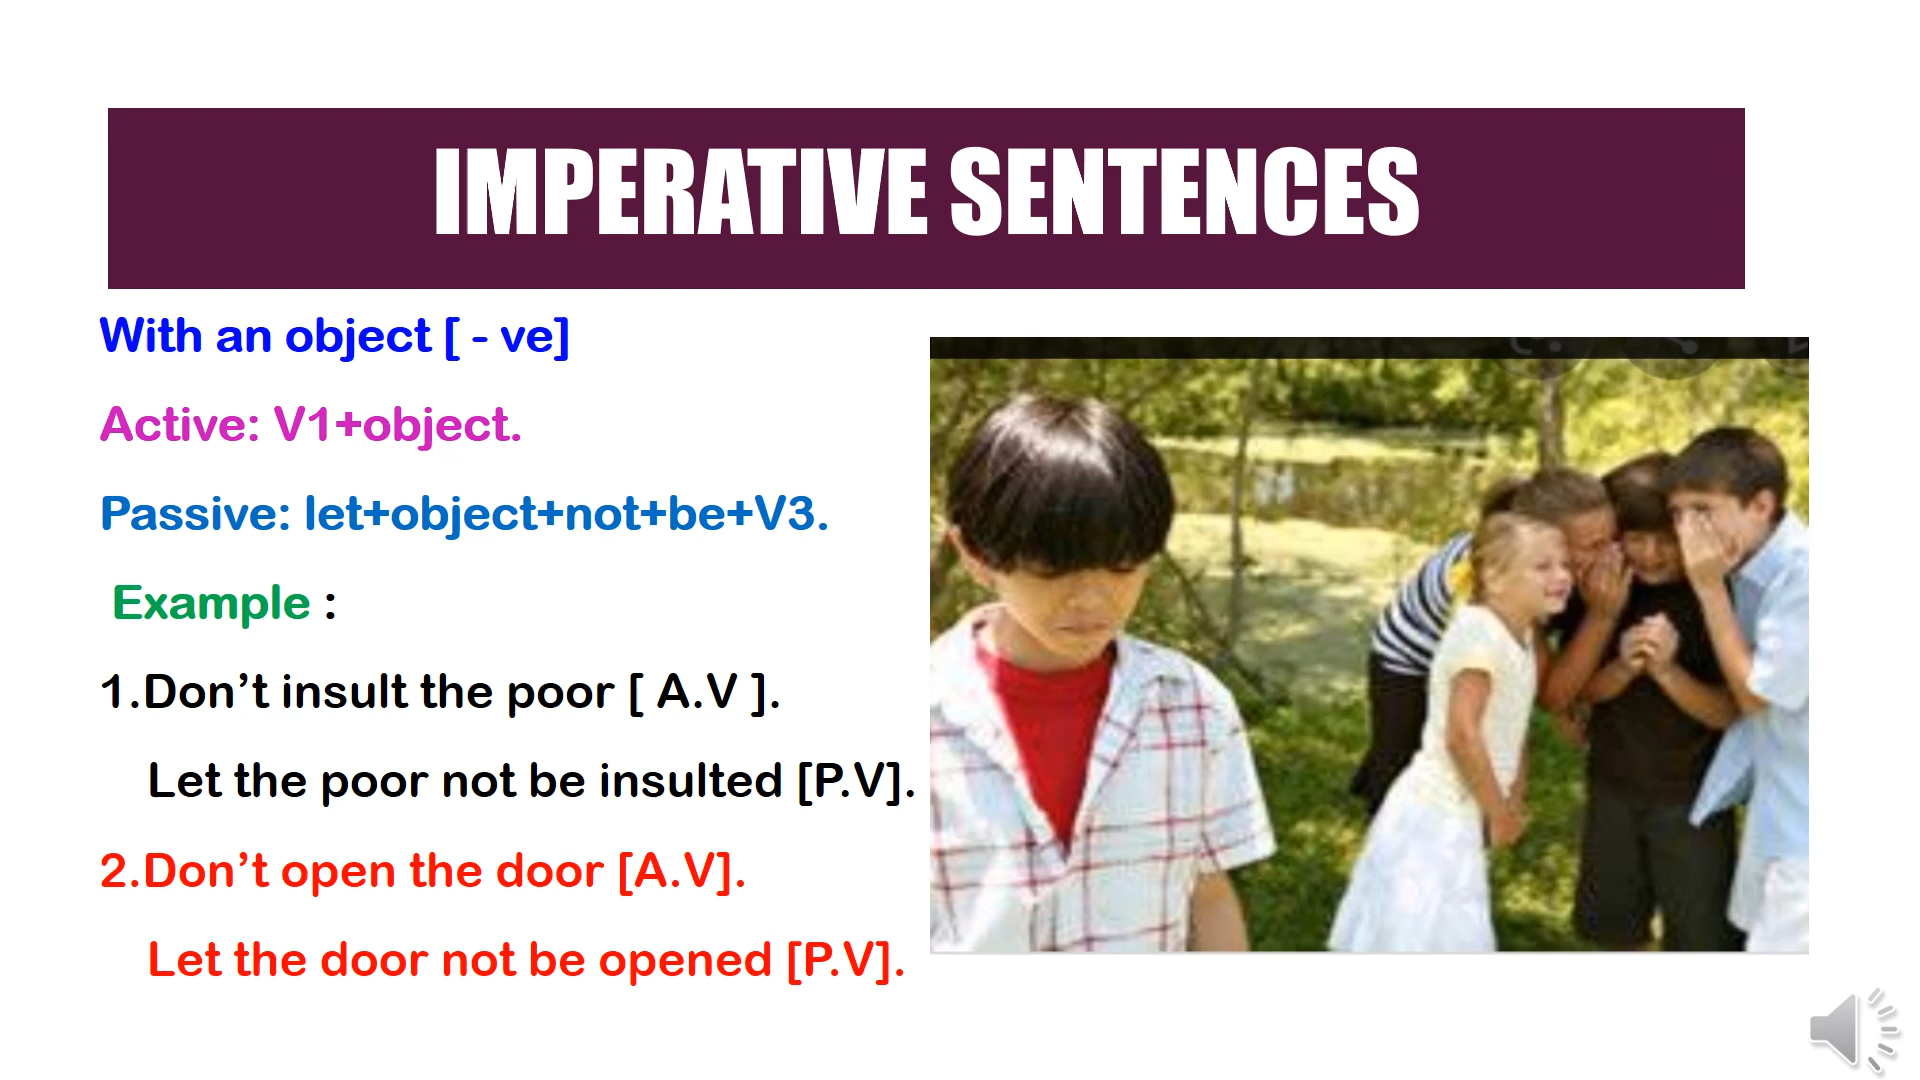 IMPERATIVE SENTENCES
With an object [ - ve]
Active: V1+object.
Passive: let+object+not+be+V3.
Example :
1.Don’t insult the poor [ A.V ].
Let the poor not be insulted [P.V].
2.Don’t open the door [A.V].
Let the door not be opened [P.V].